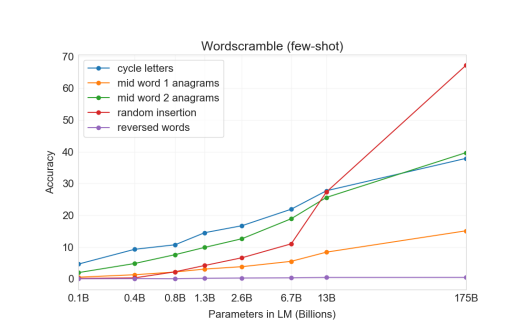 Wordscramble (few-shot)
70
60
50
40
30
20
10
0
Accuracy
cycle letters
mid word 1 anagrams
mid word 2 anagrams
random insertion
reversed words
0.1B 0.4B 0.8B 1.3B 2.6B 6.7B 13B 175B
Parameters in LM (Billions)